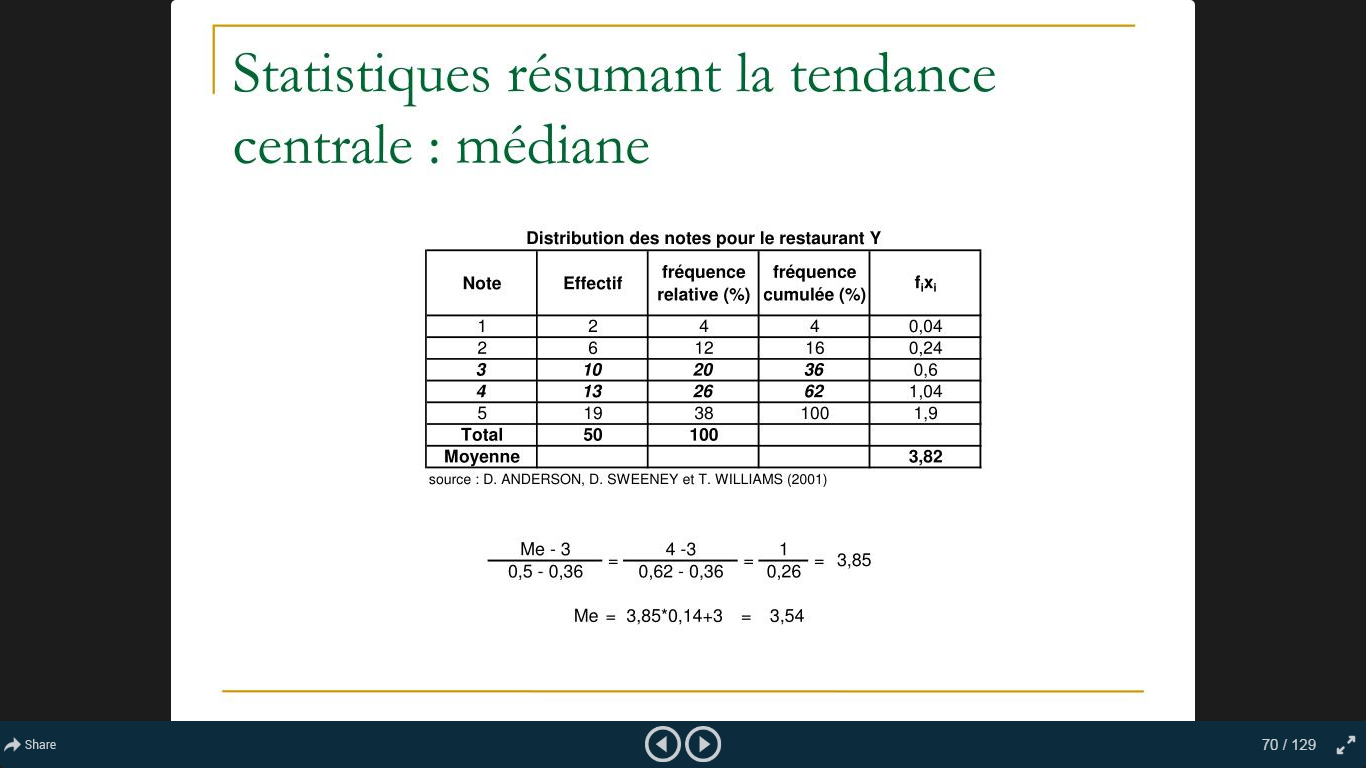 Statistiques résumant la tendance
centrale : médiane
Distribution des notes pour le restaurant Y
Note Effectif fréquence relative (%) fréquence cumulée (%) fixi
1 2 4 4 0,04
2 6 12 16 0,24
3 10 20 36 0,6
4 13 26 62 1,04
5 19 38 100 1,9
Total 50 100
Moyenne 3,82
source : D. ANDERSON, D. SWEENEY et T. WILLIAMS (2001)
Me - 3 4 -3 1
= = = 3,85
0,5 - 0,36 0,62 - 0,36 0,26
Me = 3,85*0,14+3 = 3,54
Share 70 / 129